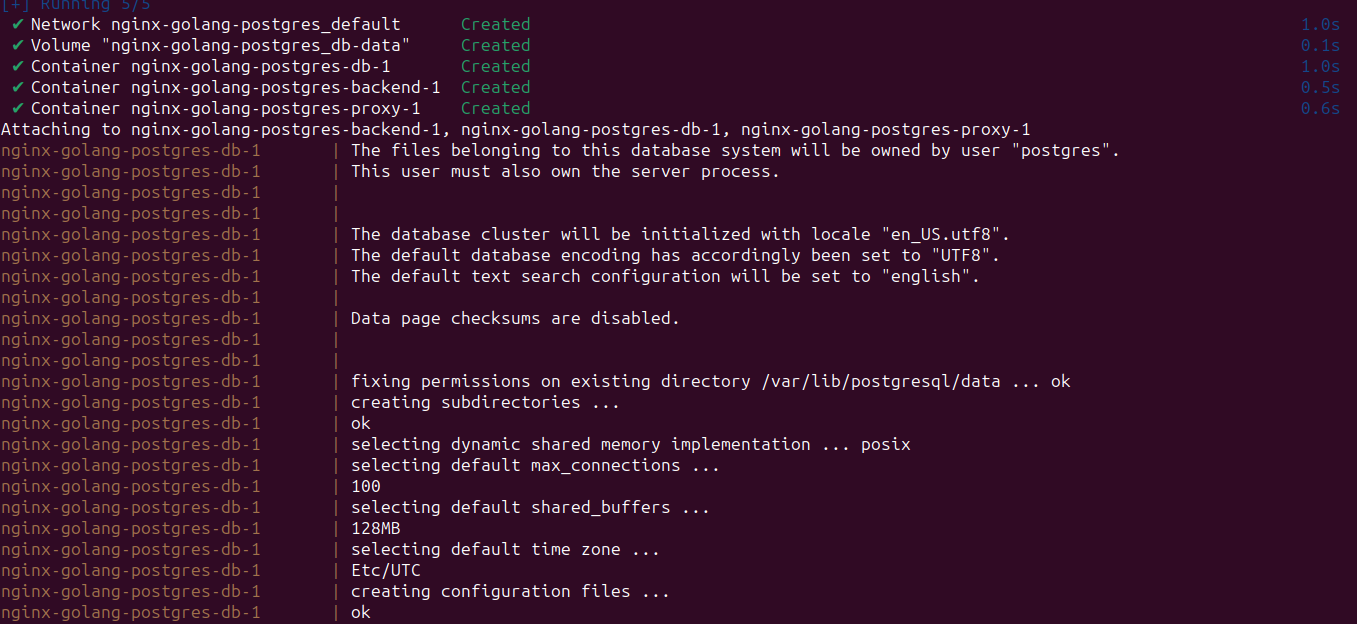 [+] Running 5/5
✔ Network nginx-golang-postgres_default Created 1.0s
✔ Volume "nginx-golang-postgres_db-data" Created 0.1s
✔ Container nginx-golang-postgres-db-1 Created 1.0s
✔ Container nginx-golang-postgres-backend-1 Created 0.5s
✔ Container nginx-golang-postgres-proxy-1 Created 0.6s
Attaching to nginx-golang-postgres-backend-1, nginx-golang-postgres-db-1, nginx-golang-postgres-proxy-1
nginx-golang-postgres-db-1 | The files belonging to this database system will be owned by user "postgres".
nginx-golang-postgres-db-1 | This user must also own the server process.
nginx-golang-postgres-db-1 |
nginx-golang-postgres-db-1 |
nginx-golang-postgres-db-1 | The database cluster will be initialized with locale "en_US.utf8".
nginx-golang-postgres-db-1 | The default database encoding has accordingly been set to "UTF8".
nginx-golang-postgres-db-1 | The default text search configuration will be set to "english".
nginx-golang-postgres-db-1 |
nginx-golang-postgres-db-1 | Data page checksums are disabled.
nginx-golang-postgres-db-1 |
nginx-golang-postgres-db-1 |
nginx-golang-postgres-db-1 | fixing permissions on existing directory /var/lib/postgresql/data ... ok
nginx-golang-postgres-db-1 | creating subdirectories ...
nginx-golang-postgres-db-1 | ok
nginx-golang-postgres-db-1 | selecting dynamic shared memory implementation ... posix
nginx-golang-postgres-db-1 | selecting default max_connections ...
nginx-golang-postgres-db-1 | 100
nginx-golang-postgres-db-1 | selecting default shared_buffers ...
nginx-golang-postgres-db-1 | 128MB
nginx-golang-postgres-db-1 | selecting default time zone ...
nginx-golang-postgres-db-1 | Etc/UTC
nginx-golang-postgres-db-1 | creating configuration files ...
nginx-golang-postgres-db-1 | ok